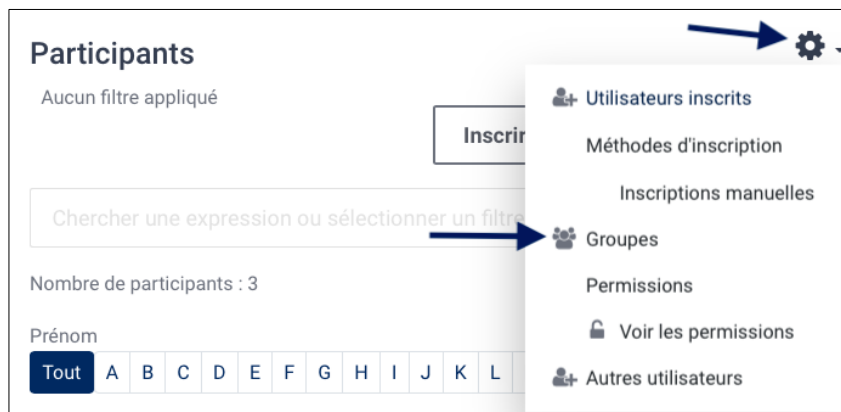 Participants
Aucun filtre appliqué
Inscrir
Chercher une expression ou sélectionner un filtre
Nombre de participants : 3
Prénom
Tout A B C D E F G H I J K L
Utilisateurs inscrits
Méthodes d'inscription
Inscriptions manuelles
Groupes
Permissions
Voir les permissions
Autres utilisateurs